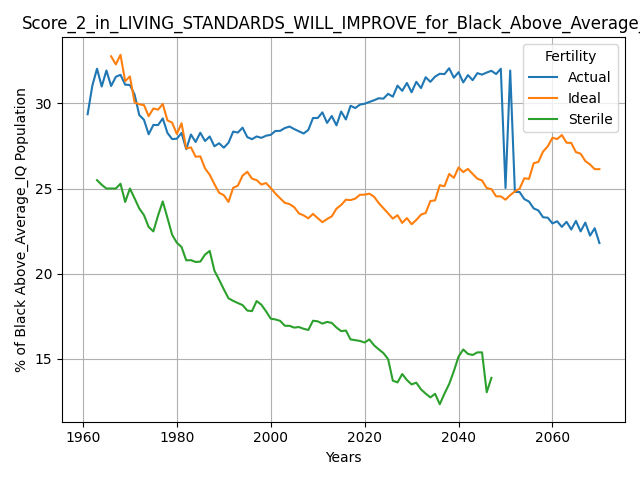 Score_2_in_LIVING_STANDARDS_WILL_IMPROVE_for_Black_Above_Average_
% of Black Above_Average_IQ Population
30
25
20
15
Fertility
Actual
Ideal
Sterile
1960 1980 2000 2020 2040 2060
Years